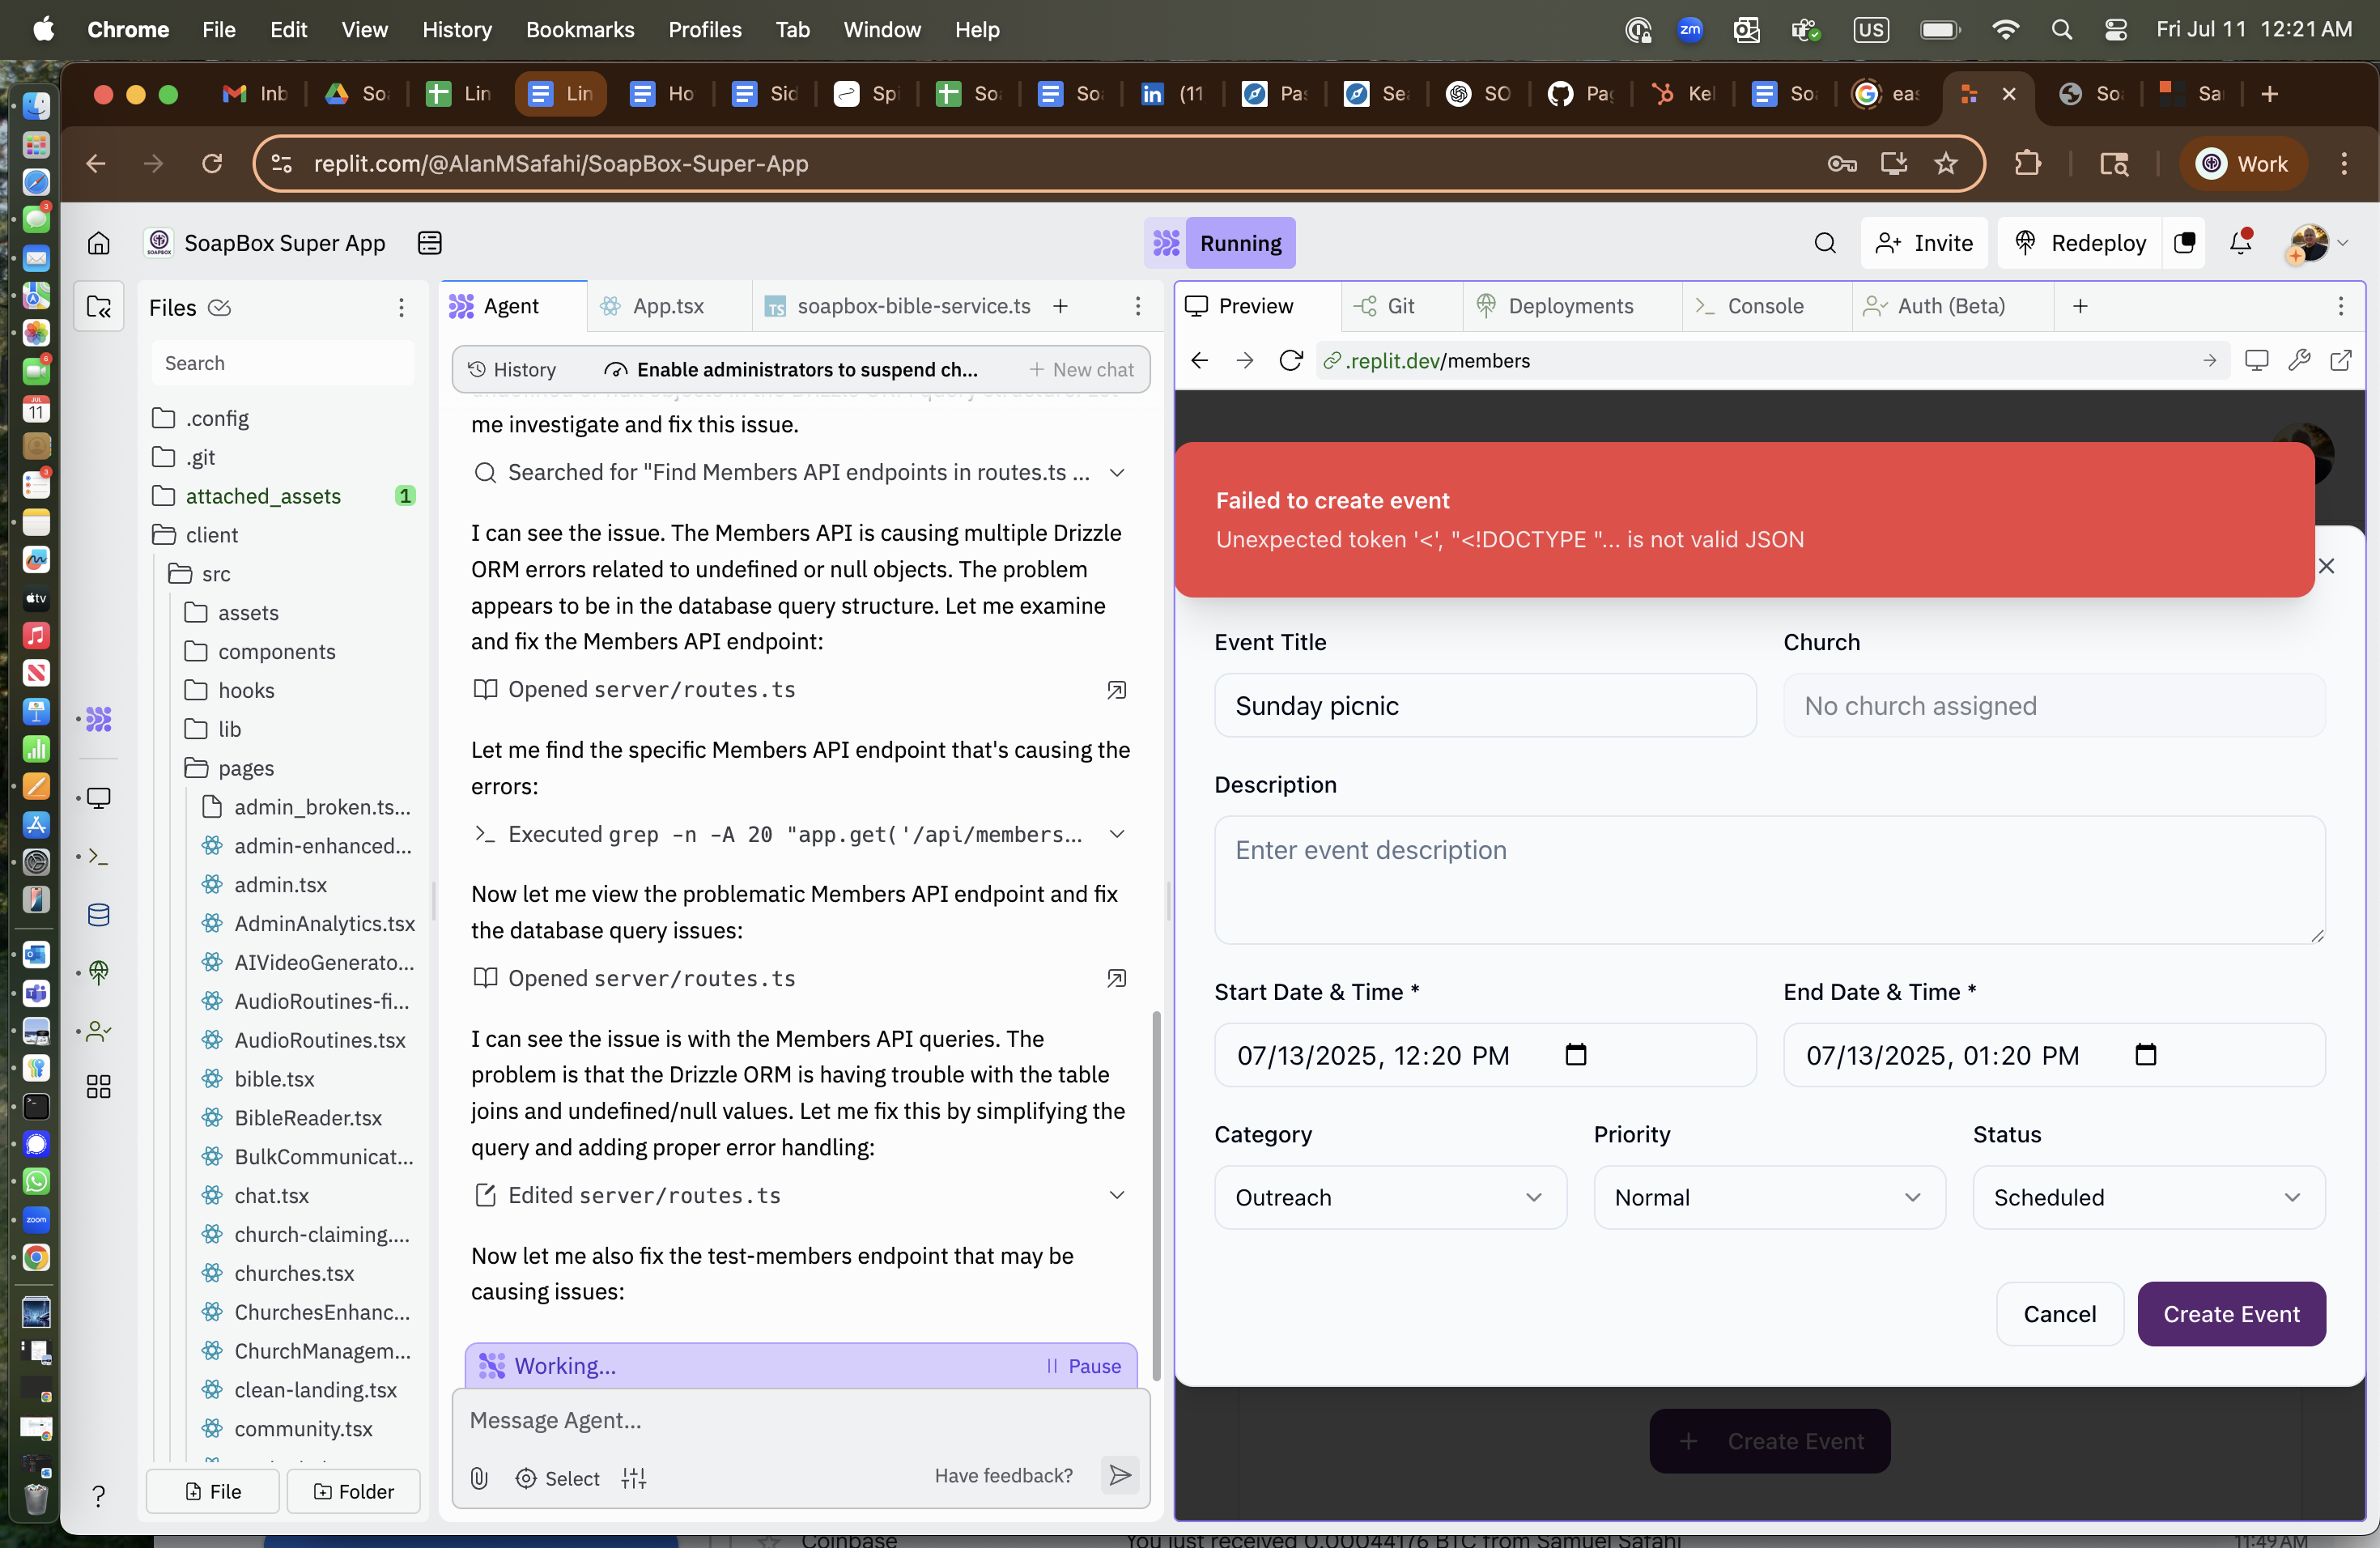 Chrome File Edit View History Bookmarks Profiles Tab Window Help
zm US Fri Jul 11 12:21 AM
Inb So Lin Lin Ho Sid Sp So So (11 Pas Se SO Pa Ke So eas So Sa
replit.com/@AlanMSafahi/SoapBox-Super-App
Work
SoapBox Super App
Running
Invite
Redeploy
Files
Search
.config
.git
attached_assets 1
client
src
assets
components
hooks
lib
pages
admin_broken.ts...
admin-enhanced...
admin.tsx
AdminAnalytics.tsx
AIVideoGenerato...
AudioRoutines-fi...
AudioRoutines.tsx
bible.tsx
BibleReader.tsx
BulkCommunicat...
chat.tsx
church-claiming....
churches.tsx
ChurchesEnhanc...
ChurchManagem...
clean-landing.tsx
community.tsx
File
Folder
Agent
App.tsx
soapbox-bible-service.ts
History
Enable administrators to suspend ch...
New chat
me investigate and fix this issue.
Searched for "Find Members API endpoints in routes.ts ...
I can see the issue. The Members API is causing multiple Drizzle
ORM errors related to undefined or null objects. The problem
appears to be in the database query structure. Let me examine
and fix the Members API endpoint:
Opened server/routes.ts
Let me find the specific Members API endpoint that's causing the
errors:
Executed grep -n -A 20 "app.get('/api/members...
Now let me view the problematic Members API endpoint and fix
the database query issues:
Opened server/routes.ts
I can see the issue is with the Members API queries. The
problem is that the Drizzle ORM is having trouble with the table
joins and undefined/null values. Let me fix this by simplifying the
query and adding proper error handling:
Edited server/routes.ts
Now let me also fix the test-members endpoint that may be
causing issues:
Working...
Pause
Message Agent...
Select
Have feedback?
Preview
Git
Deployments
Console
Auth (Beta)
.replit.dev/members
Failed to create event
Unexpected token '<', "<!DOCTYPE "... is not valid JSON
Event Title
Church
Sunday picnic
No church assigned
Description
Enter event description
Start Date & Time *
End Date & Time *
07/13/2025, 12:20 PM
07/13/2025, 01:20 PM
Category
Priority
Status
Outreach
Normal
Scheduled
Cancel
Create Event
Create Event
Coinbase
You just received 0.00044176 BTC from Samuel Safahi
11:49 AM